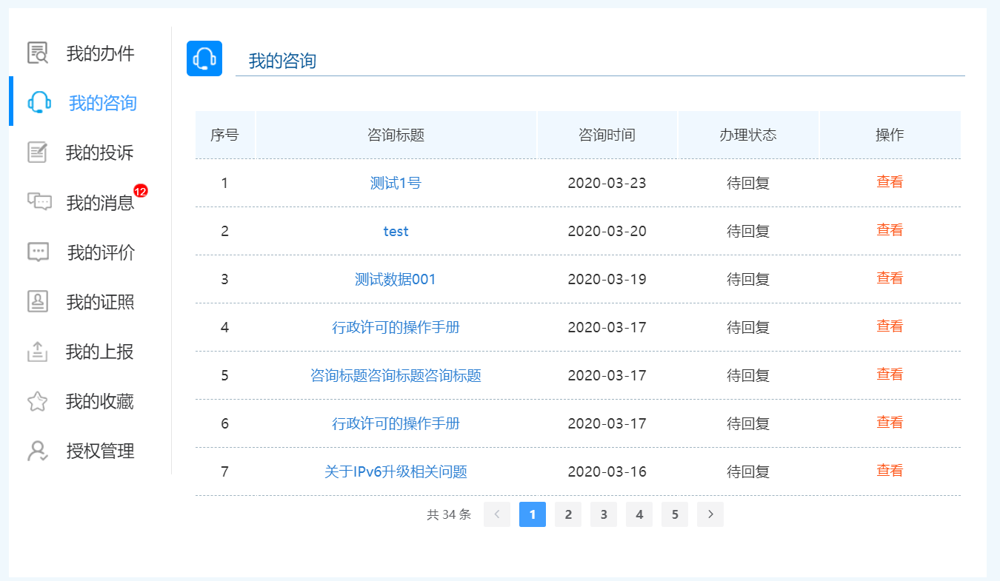 我的办件
我的咨询
我的投诉
我的消息 12
我的评价
我的证照
我的上报
我的收藏
授权管理
我的咨询
序号 咨询标题 咨询时间 办理状态 操作
1 测试1号 2020-03-23 待回复 查看
2 test 2020-03-20 待回复 查看
3 测试数据001 2020-03-19 待回复 查看
4 行政许可的操作手册 2020-03-17 待回复 查看
5 咨询标题咨询标题咨询标题 2020-03-17 待回复 查看
6 行政许可的操作手册 2020-03-17 待回复 查看
7 关于IPv6升级相关问题 2020-03-16 待回复 查看
共 34 条 1 2 3 4 5